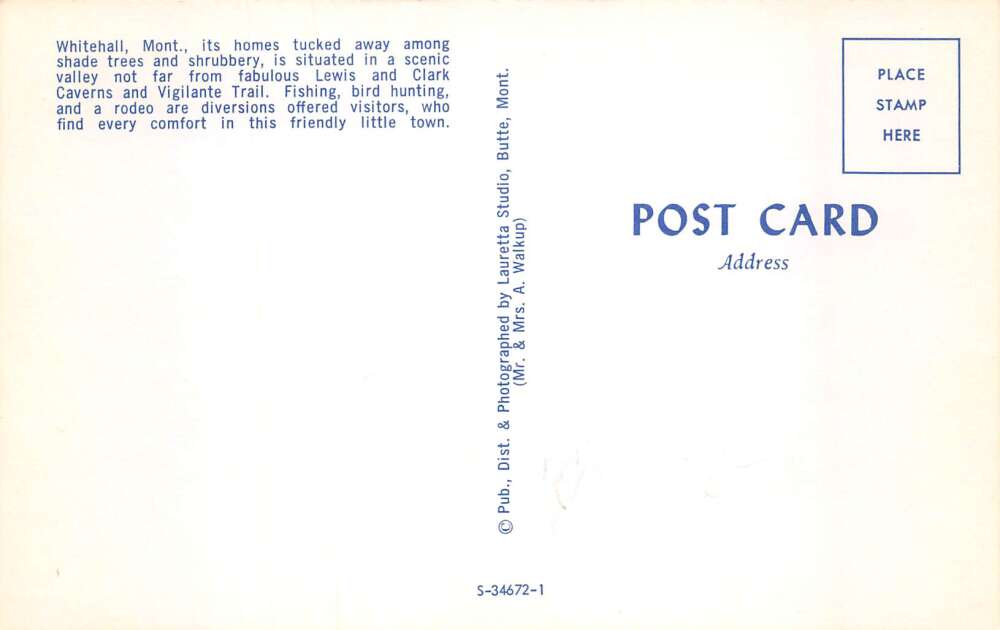 Whitehall, Mont., its homes tucked away among
shade trees and shrubbery, is situated in a scenic
valley not far from fabulous Lewis and Clark
Caverns and Vigilante Trail. Fishing, bird hunting,
and a rodeo are diversions offered visitors, who
find every comfort in this friendly little town.
© Pub., Dist. & Photographed by Lauretta Studio, Butte, Mont.
(Mr. & Mrs. A. Walkup)
S-34672-1
PLACE
STAMP
HERE
POST CARD
Address